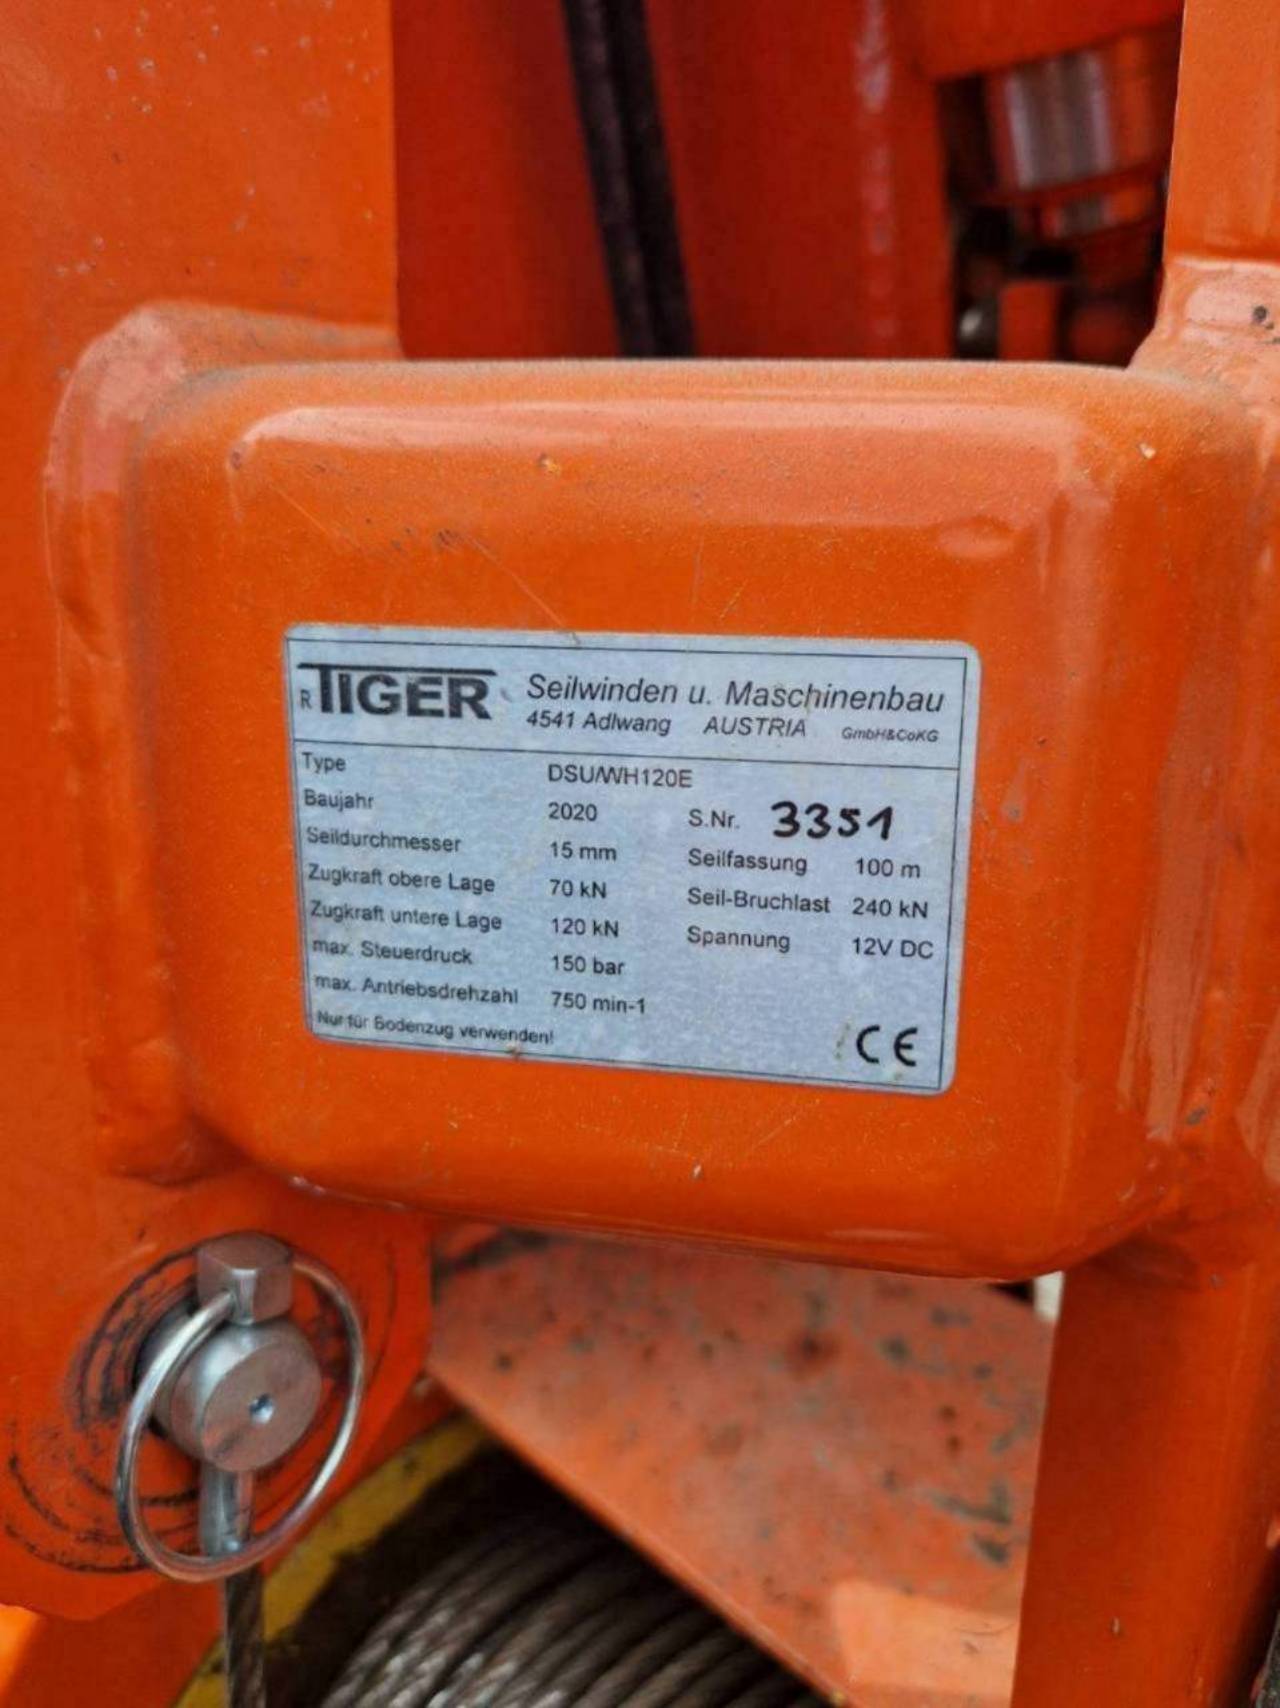 R TIGER Seilwinden u. Maschinenbau
4541 Adlwang AUSTRIA GmbH&CoKG
Type DSU/WH120E
Baujahr 2020 S.Nr. 3351
Seildurchmesser 15 mm Seilfassung 100 m
Zugkraft obere Lage 70 kN Seil-Bruchlast 240 kN
Zugkraft untere Lage 120 kN Spannung 12V DC
max. Steuerdruck 150 bar
max. Antriebsdrehzahl 750 min-1
Nur für Bodenzug verwenden!
CE